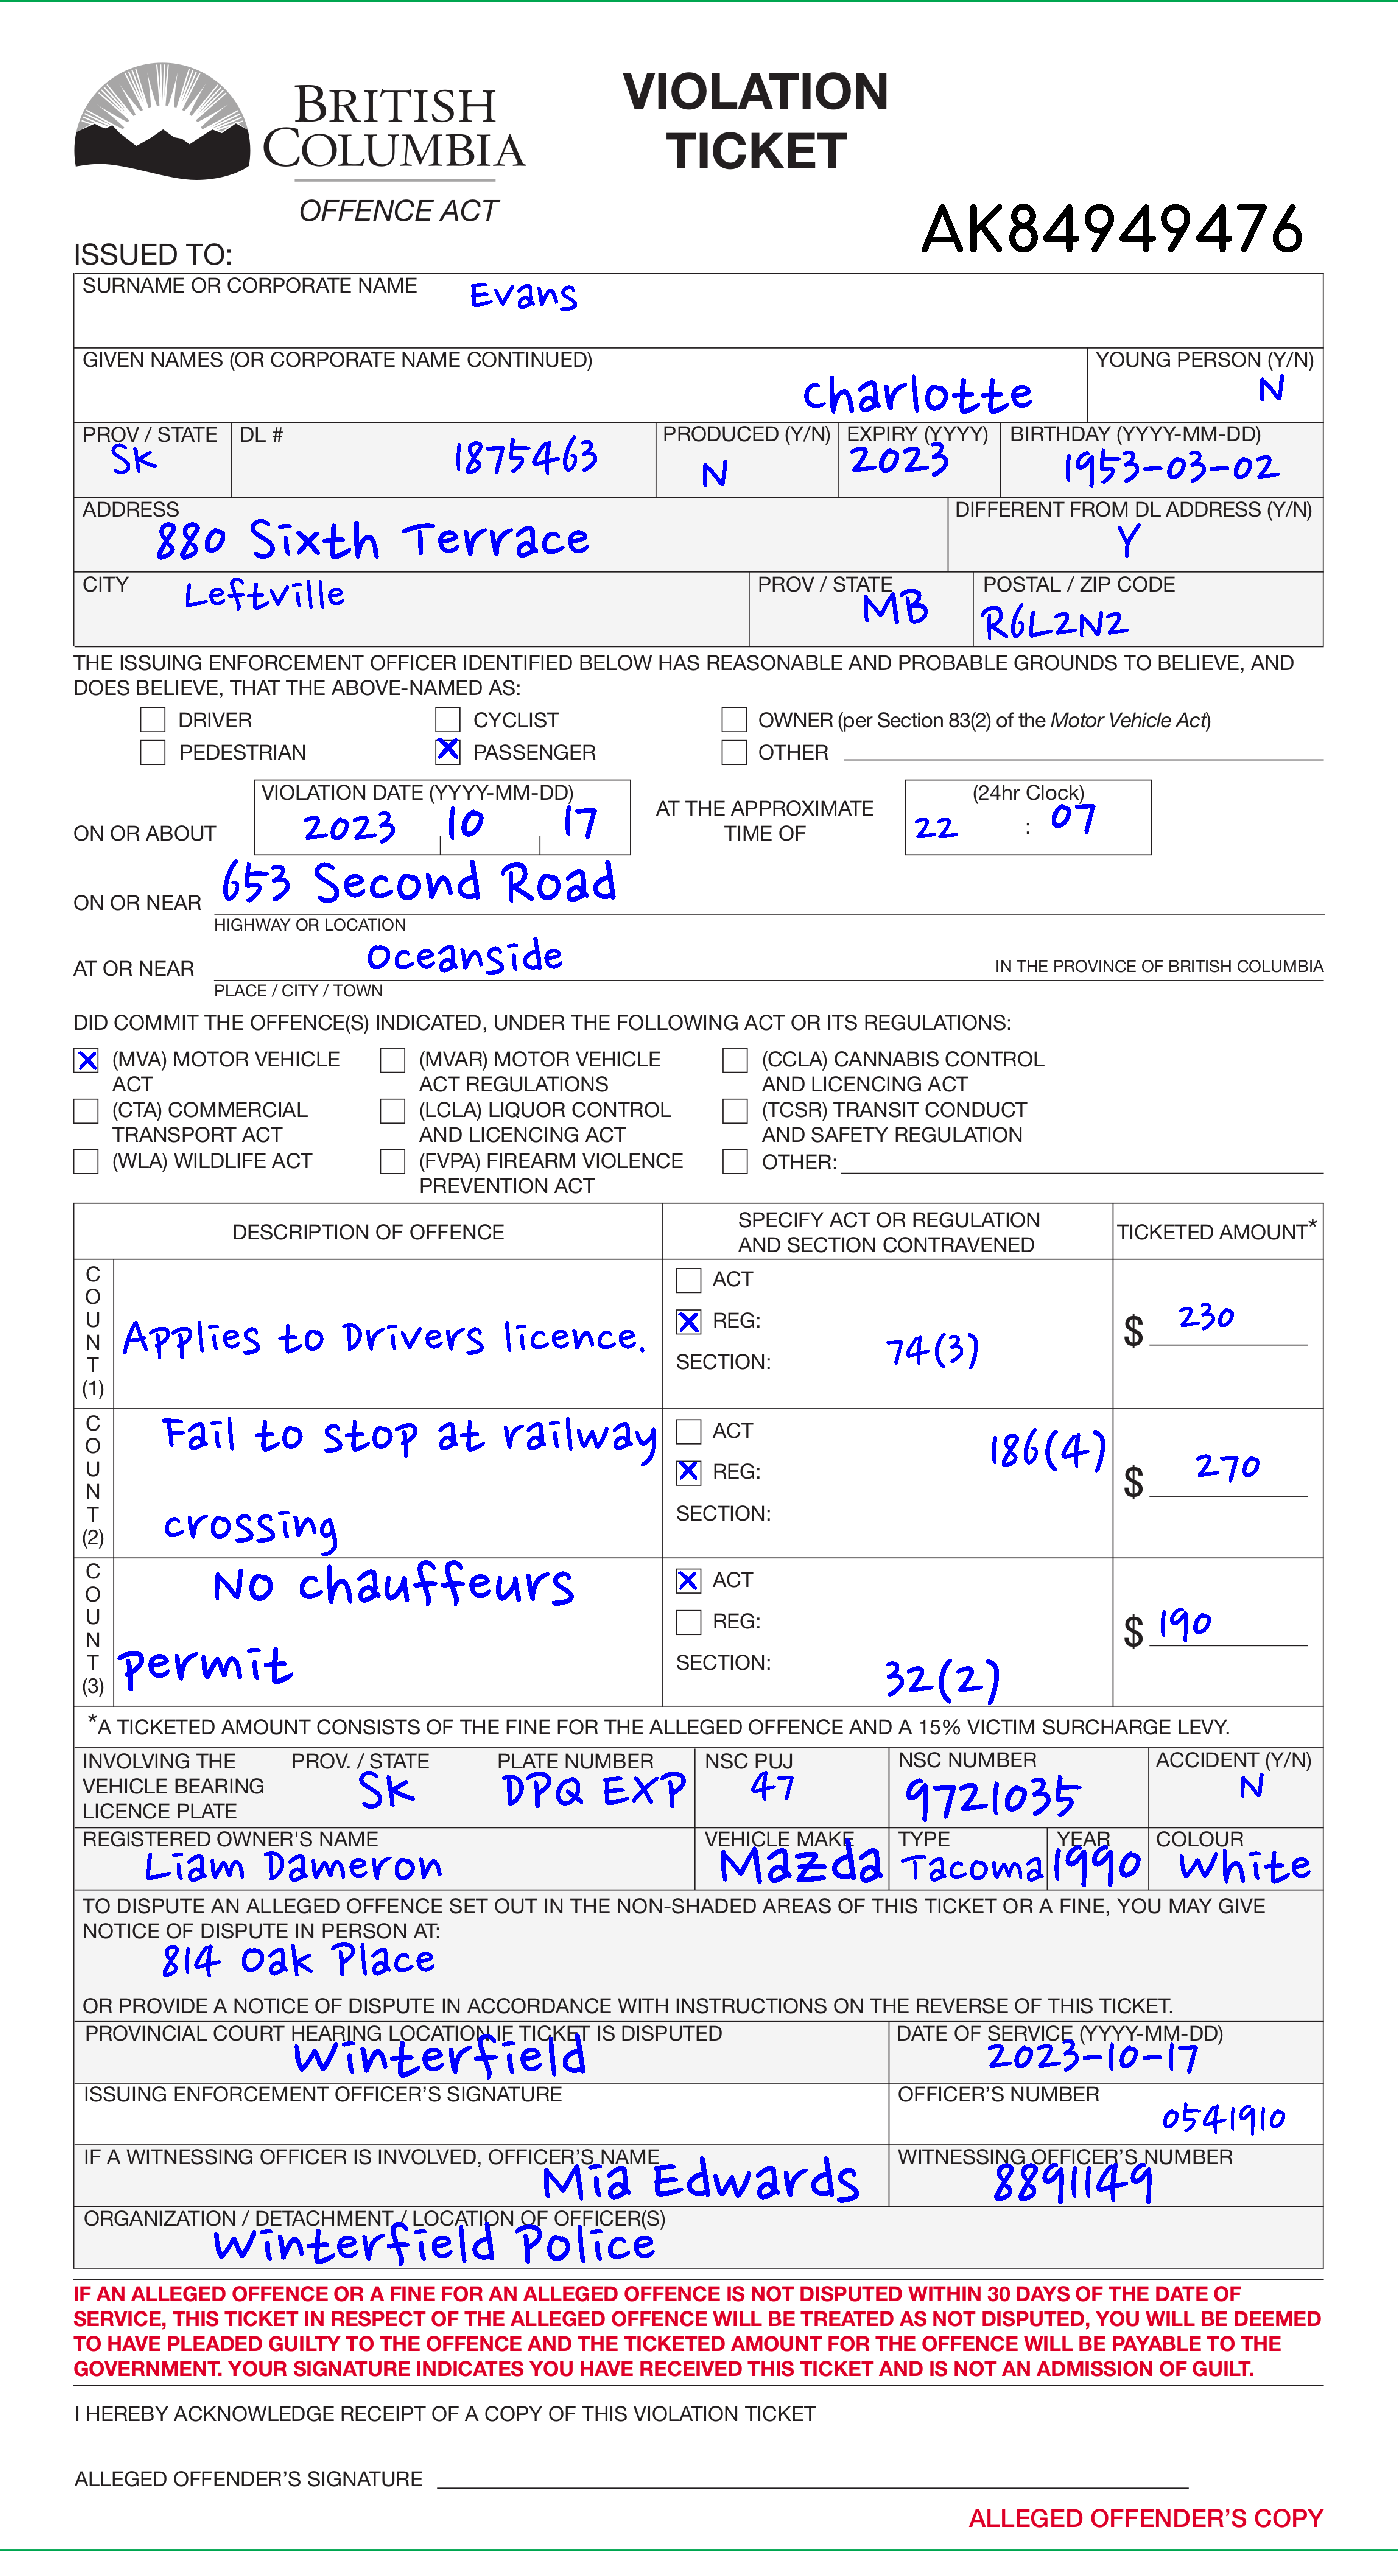 BRITISH
COLUMBIA
OFFENCE ACT
VIOLATION
TICKET
AK84949476
ISSUED TO:
SURNAME OR CORPORATE NAME Evans
GIVEN NAMES (OR CORPORATE NAME CONTINUED) YOUNG PERSON (Y/N)
Charlotte N
PROV / STATE DL # PRODUCED (Y/N) EXPIRY (YYYY) BIRTHDAY (YYYY-MM-DD)
SK 1875463 N 2023 1953-03-02
ADDRESS DIFFERENT FROM DL ADDRESS (Y/N)
880 Sixth Terrace Y
CITY Leftville PROV / STATE POSTAL / ZIP CODE
MB R6L2N2
THE ISSUING ENFORCEMENT OFFICER IDENTIFIED BELOW HAS REASONABLE AND PROBABLE GROUNDS TO BELIEVE, AND
DOES BELIEVE, THAT THE ABOVE-NAMED AS:
DRIVER CYCLIST OWNER (per Section 83(2) of the Motor Vehicle Act)
PEDESTRIAN X PASSENGER OTHER
VIOLATION DATE (YYYY-MM-DD) (24hr Clock)
ON OR ABOUT 2023 10 17 AT THE APPROXIMATE
TIME OF 22 : 07
ON OR NEAR 653 Second Road
HIGHWAY OR LOCATION
AT OR NEAR Oceanside IN THE PROVINCE OF BRITISH COLUMBIA
PLACE / CITY / TOWN
DID COMMIT THE OFFENCE(S) INDICATED, UNDER THE FOLLOWING ACT OR ITS REGULATIONS:
X (MVA) MOTOR VEHICLE
ACT
(MVAR) MOTOR VEHICLE
ACT REGULATIONS
(CCLA) CANNABIS CONTROL
AND LICENCING ACT
(CTA) COMMERCIAL
TRANSPORT ACT
(LCLA) LIQUOR CONTROL
AND LICENCING ACT
(TCSR) TRANSIT CONDUCT
AND SAFETY REGULATION
(WLA) WILDLIFE ACT
(FVPA) FIREARM VIOLENCE
PREVENTION ACT
OTHER:
DESCRIPTION OF OFFENCE
SPECIFY ACT OR REGULATION
AND SECTION CONTRAVENED
TICKETED AMOUNT*
COUNT (1)
Applies to Drivers licence.
ACT
X REG:
SECTION: 74(3)
$ 230
COUNT (2)
Fail to stop at railway
crossing
ACT
X REG:
SECTION: 186(4)
$ 270
COUNT (3)
No chauffeurs
permit
X ACT
REG:
SECTION: 32(2)
$ 190
*A TICKETED AMOUNT CONSISTS OF THE FINE FOR THE ALLEGED OFFENCE AND A 15% VICTIM SURCHARGE LEVY.
INVOLVING THE
VEHICLE BEARING
LICENCE PLATE
PROV. / STATE PLATE NUMBER NSC PUJ NSC NUMBER ACCIDENT (Y/N)
SK DPQ EXP 47 9721035 N
REGISTERED OWNER'S NAME VEHICLE MAKE TYPE YEAR COLOUR
Liam Dameron Mazda Tacoma 1990 White
TO DISPUTE AN ALLEGED OFFENCE SET OUT IN THE NON-SHADED AREAS OF THIS TICKET OR A FINE, YOU MAY GIVE
NOTICE OF DISPUTE IN PERSON AT:
814 Oak Place
OR PROVIDE A NOTICE OF DISPUTE IN ACCORDANCE WITH INSTRUCTIONS ON THE REVERSE OF THIS TICKET.
PROVINCIAL COURT HEARING LOCATION IF TICKET IS DISPUTED DATE OF SERVICE (YYYY-MM-DD)
Winterfield 2023-10-17
ISSUING ENFORCEMENT OFFICER'S SIGNATURE OFFICER'S NUMBER
0541910
IF A WITNESSING OFFICER IS INVOLVED, OFFICER'S NAME WITNESSING OFFICER'S NUMBER
Mia Edwards 8891149
ORGANIZATION / DETACHMENT / LOCATION OF OFFICER(S)
Winterfield Police
IF AN ALLEGED OFFENCE OR A FINE FOR AN ALLEGED OFFENCE IS NOT DISPUTED WITHIN 30 DAYS OF THE DATE OF
SERVICE, THIS TICKET IN RESPECT OF THE ALLEGED OFFENCE WILL BE TREATED AS NOT DISPUTED, YOU WILL BE DEEMED
TO HAVE PLEADED GUILTY TO THE OFFENCE AND THE TICKETED AMOUNT FOR THE OFFENCE WILL BE PAYABLE TO THE
GOVERNMENT. YOUR SIGNATURE INDICATES YOU HAVE RECEIVED THIS TICKET AND IS NOT AN ADMISSION OF GUILT.
I HEREBY ACKNOWLEDGE RECEIPT OF A COPY OF THIS VIOLATION TICKET
ALLEGED OFFENDER'S SIGNATURE
ALLEGED OFFENDER'S COPY